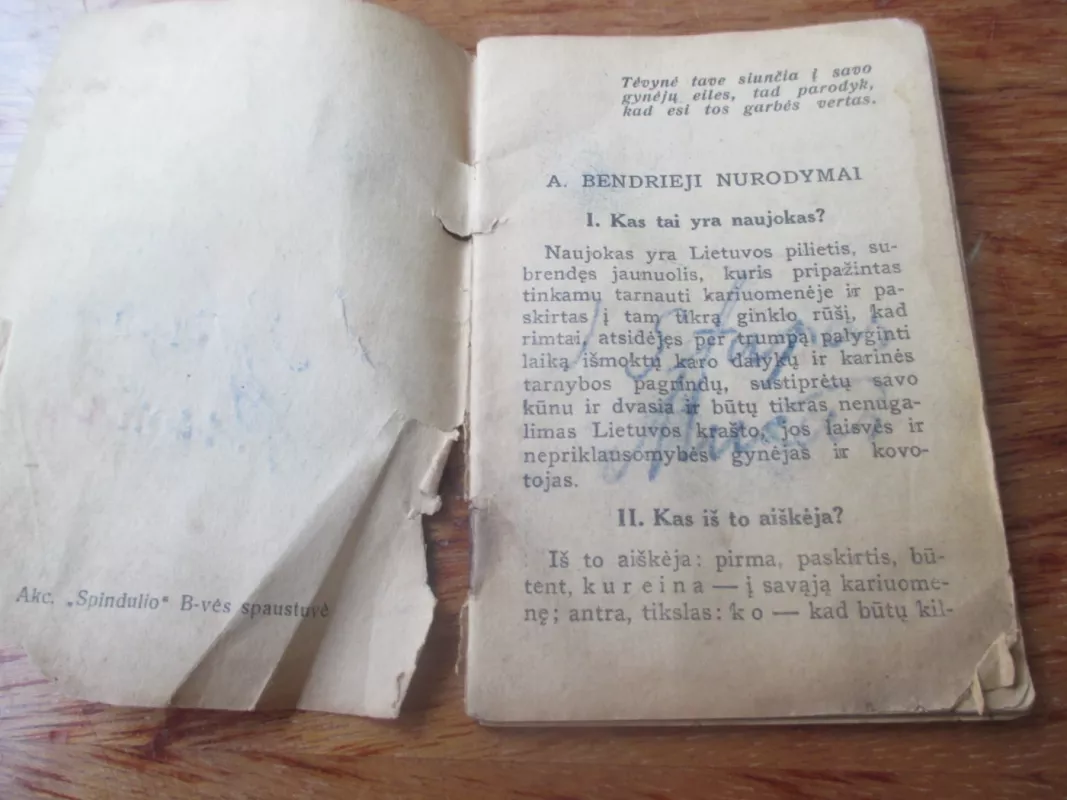 Akc. „Spindulio" B-vės spaustuvė
Tėvynė tave siunčia į savo
gynėjų eiles, tad parodyk,
kad esi tos garbės vertas.
A. BENDRIEJI NURODYMAI
I. Kas tai yra naujokas?
Naujokas yra Lietuvos pilietis, su-
brendęs jaunuolis, kuris pripažintas
tinkamu tarnauti kariuomenėje ir pa-
skirtas į tam tikrą ginklo rūšį, kad
rimtai, atsidėjęs per trumpą palyginti
laiką išmoktų karo dalykų ir karinės
tarnybos pagrindų, sustiprėtų savo
kūnu ir dvasia ir būtų tikras nenuga-
limas Lietuvos krašto, jos laisvės ir
nepriklausomybės gynėjas ir kovo-
tojas.
II. Kas iš to aiškėja?
Iš to aiškėja: pirma, paskirtis, bū-
tent, kur eina — į savąją kariuome-
nę; antra, tikslas: ko — kad būtų kil-